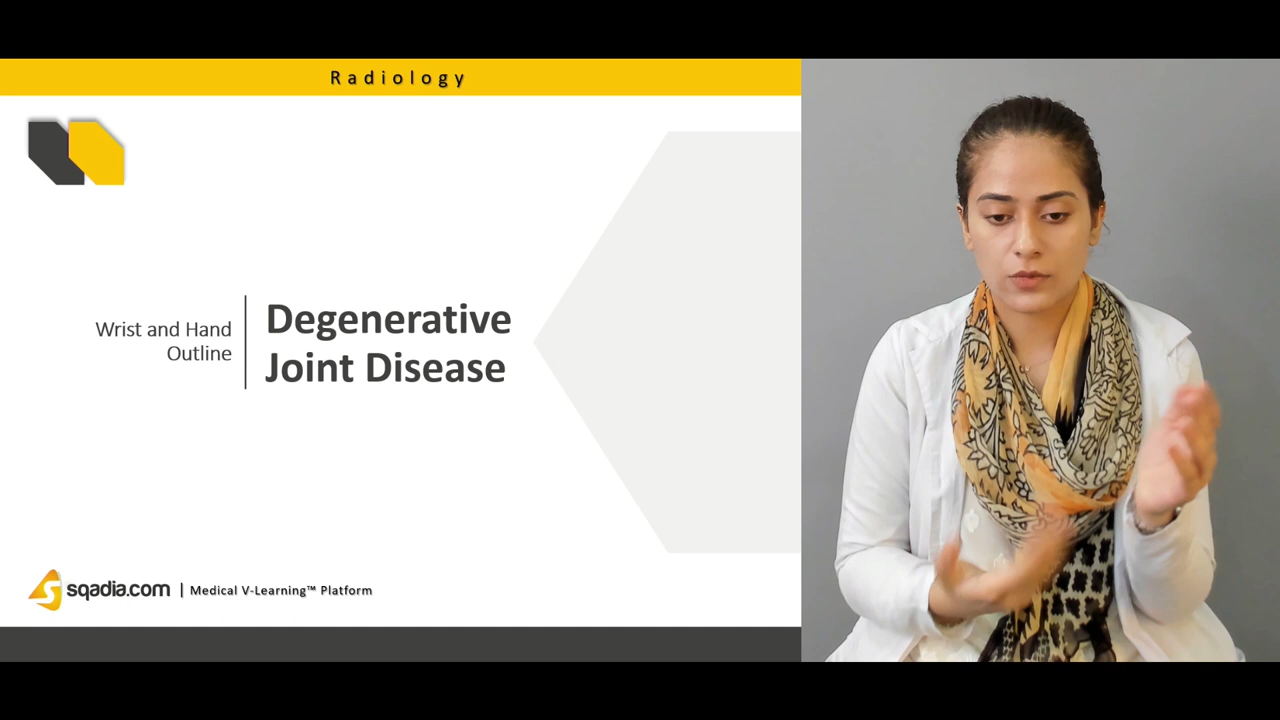 Radiology
Wrist and Hand
Outline
Degenerative
Joint Disease
sqadia.com | Medical V-Learning™ Platform